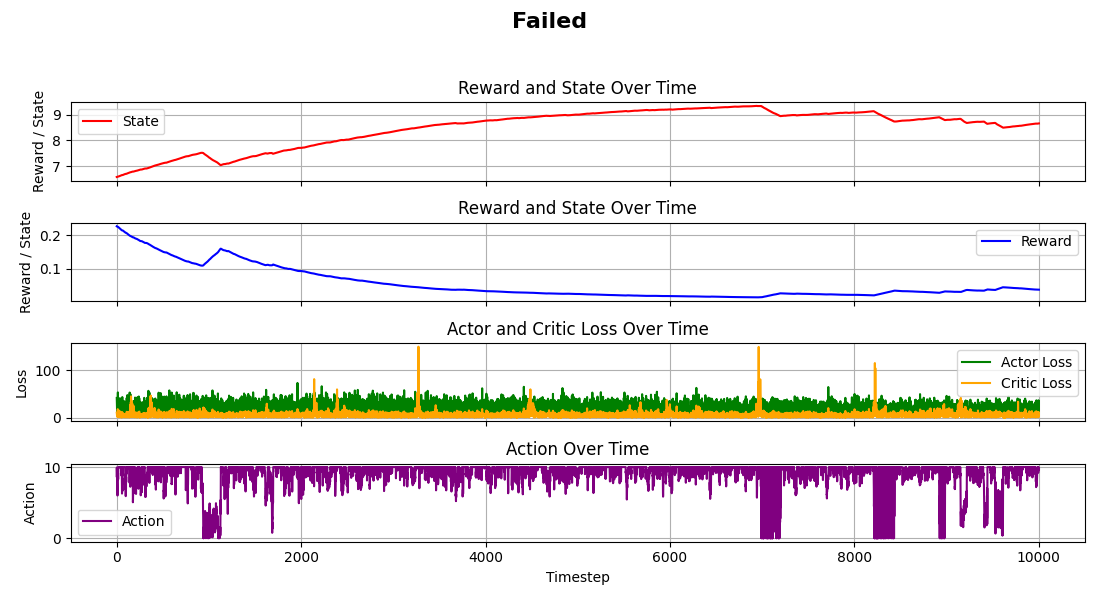 Failed
Reward and State Over Time
Reward / State
9
8
7
State
Reward and State Over Time
Reward / State
0.2
0.1
Reward
Actor and Critic Loss Over Time
Loss
100
0
Actor Loss
Critic Loss
Action Over Time
Action
10
0
Action
0 2000 4000 6000 8000 10000
Timestep